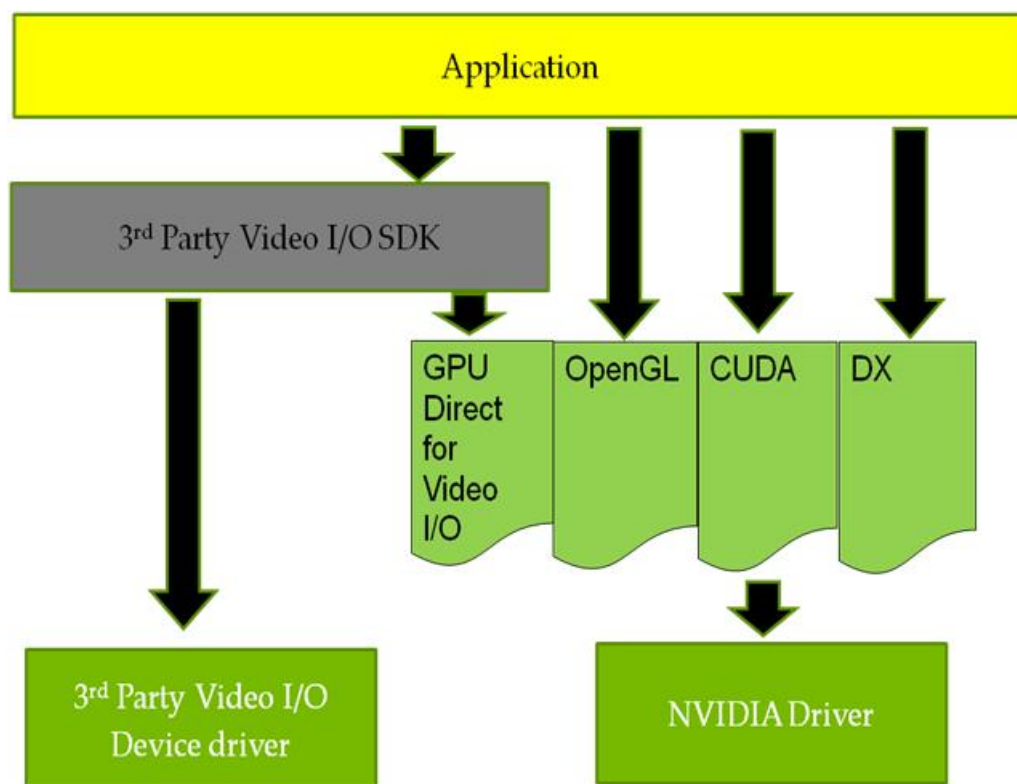 Application
3rd Party Video I/O SDK
GPU
Direct
for
Video
I/O
OpenGL
CUDA
DX
3rd Party Video I/O
Device driver
NVIDIA Driver